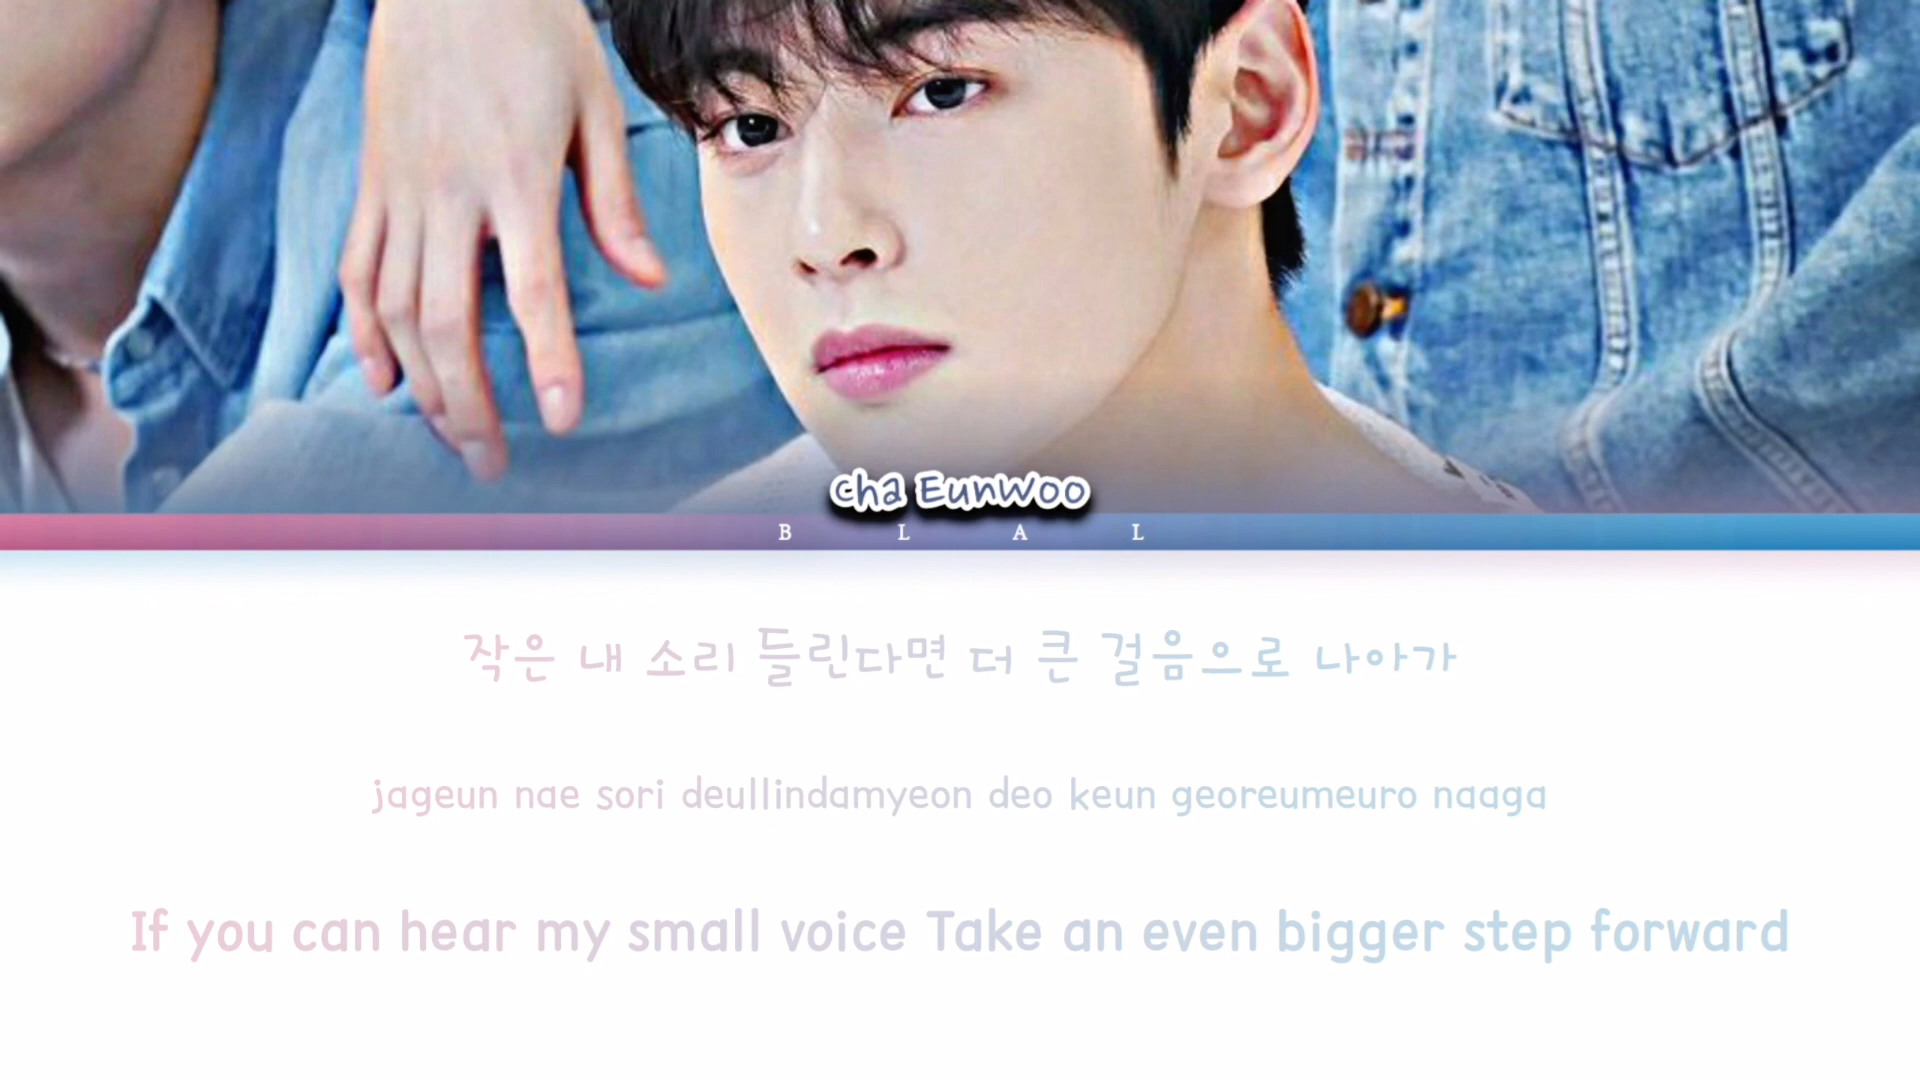 Cha Eunwoo
B L A L
작은 내 소리 들린다면 더 큰 걸음으로 나아가
jageun nae sori deullindamyeon deo keun georeumeuro naaga
If you can hear my small voice Take an even bigger step forward